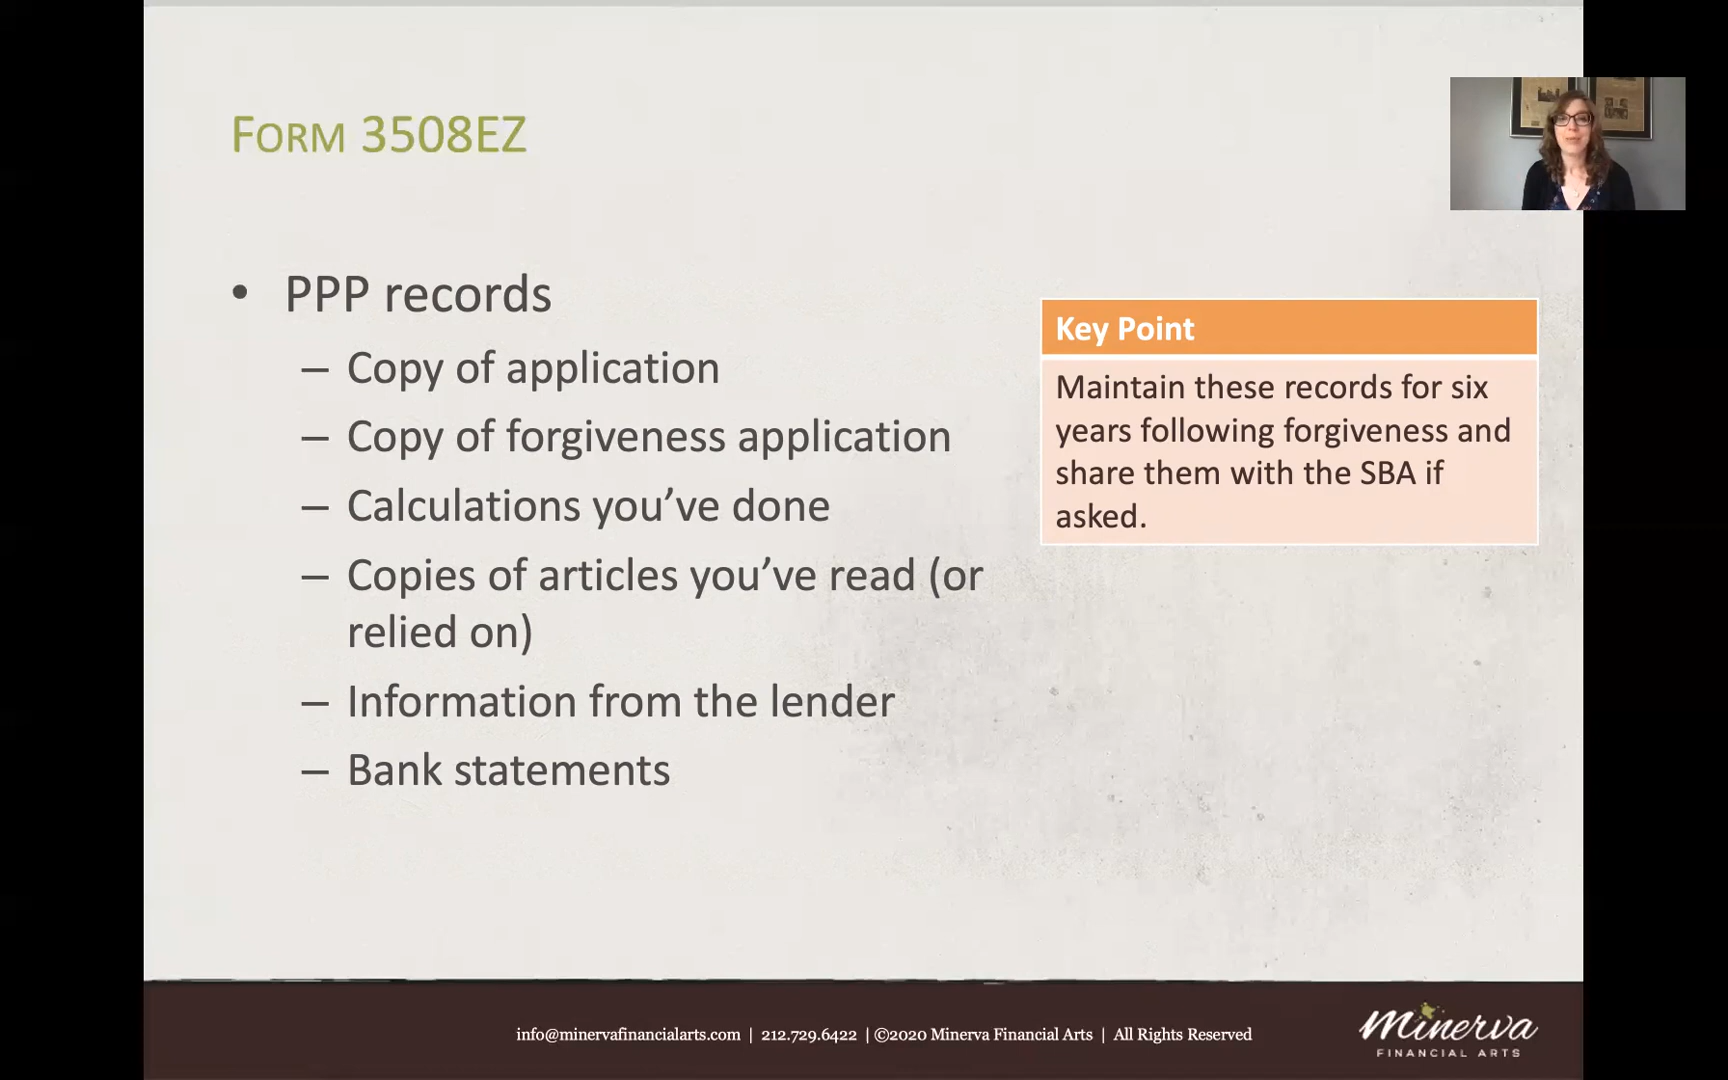 FORM 3508EZ
• PPP records
– Copy of application
– Copy of forgiveness application
– Calculations you’ve done
– Copies of articles you’ve read (or
relied on)
– Information from the lender
– Bank statements
Key Point
Maintain these records for six
years following forgiveness and
share them with the SBA if
asked.
info@minervafinancialarts.com | 212.729.6422 | ©2020 Minerva Financial Arts | All Rights Reserved
Minerva
FINANCIAL ARTS